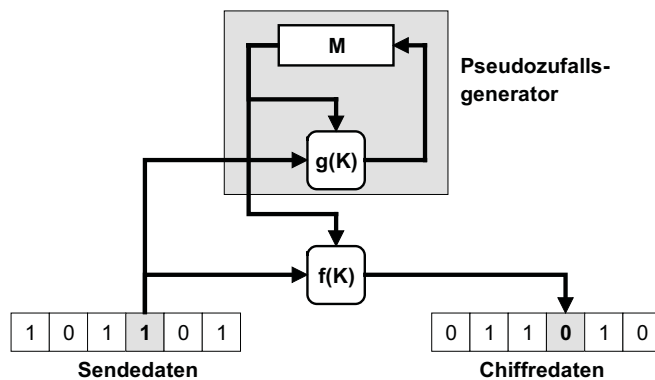 M
Pseudozufalls-
generator
g(K)
f(K)
1 0 1 1 0 1
0 1 1 0 1 0
Sendedaten
Chiffredaten